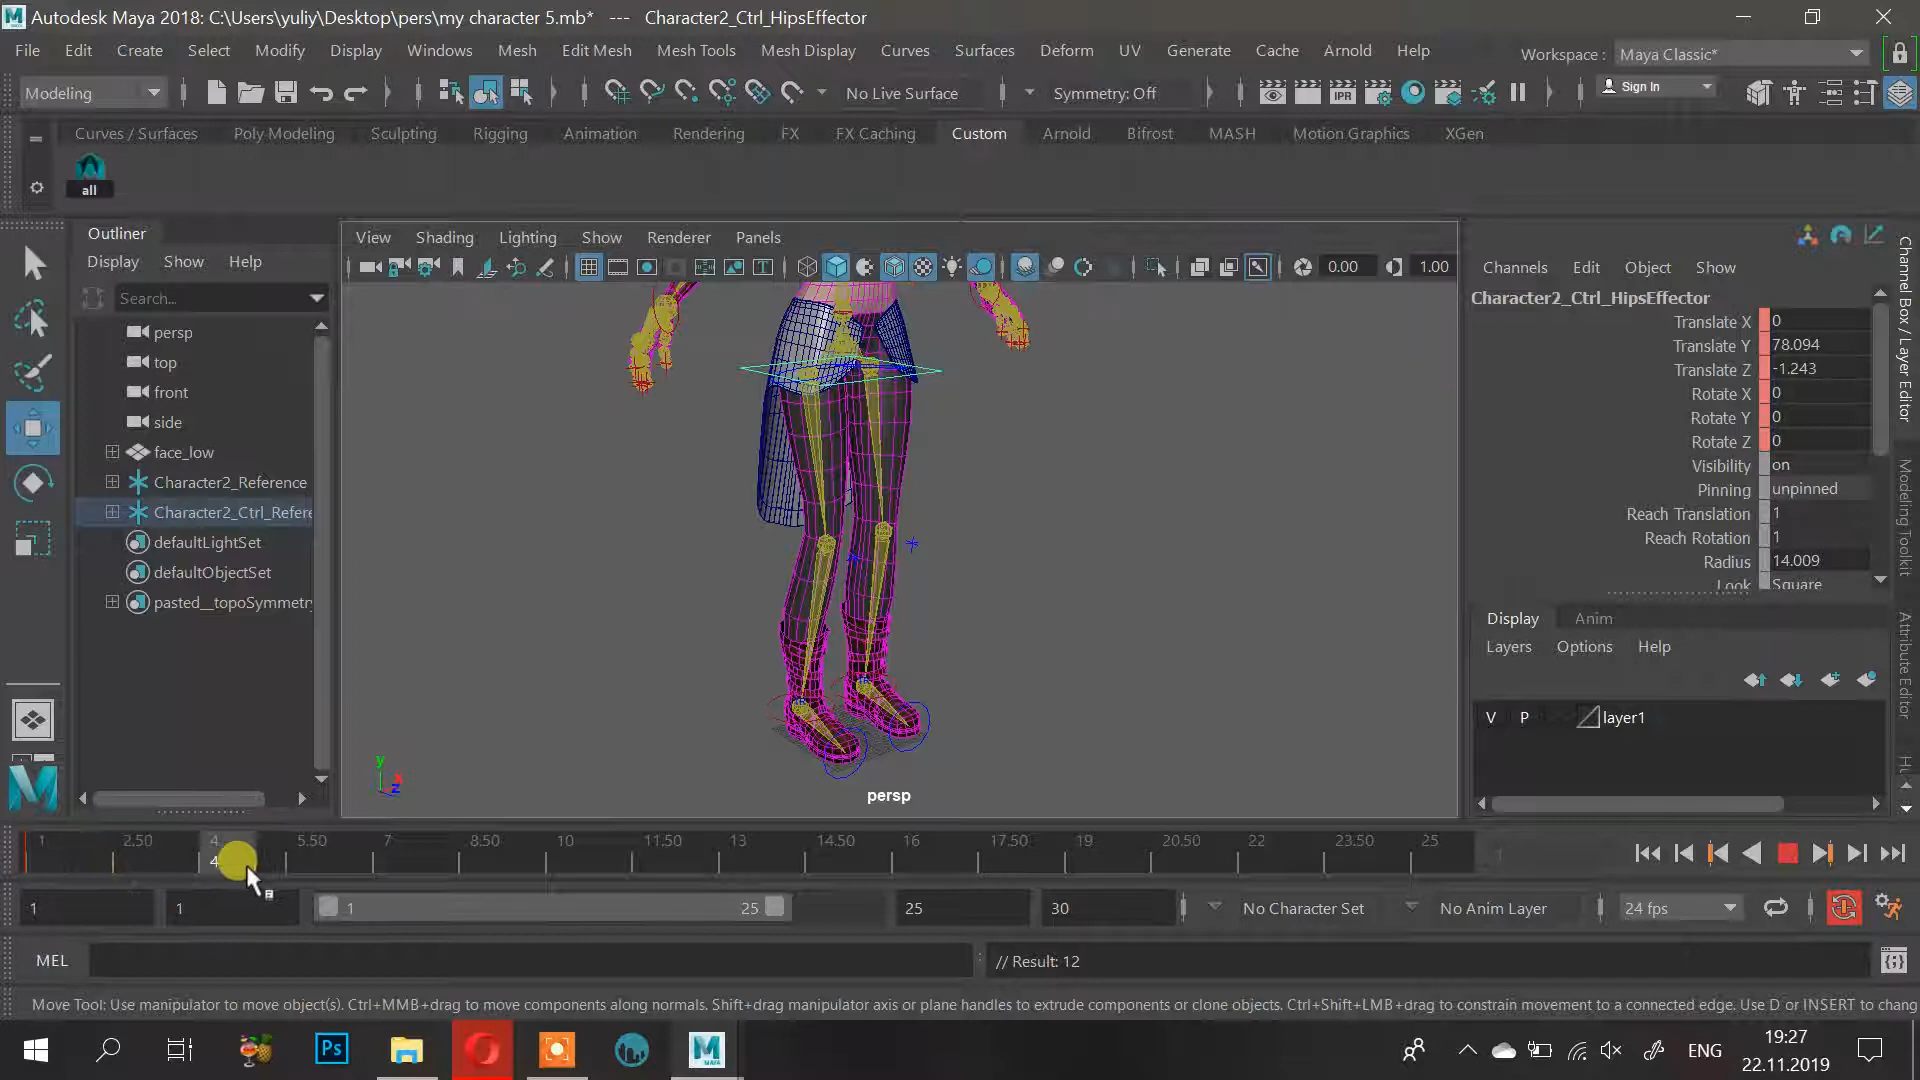 Autodesk Maya 2018: C:\Users\yuliy\Desktop\pers\my character 5.mb*   ---   Character2_Ctrl_HipsEffector
File Edit Create Select Modify Display Windows Mesh Edit Mesh Mesh Tools Mesh Display Curves Surfaces Deform UV Generate Cache Arnold Help
Workspace : Maya Classic*
Modeling
No Live Surface
Symmetry: Off
IPR
Sign In
Curves / Surfaces Poly Modeling Sculpting Rigging Animation Rendering FX FX Caching Custom Arnold Bifrost MASH Motion Graphics XGen
all
Outliner
Display Show Help
Search...
persp
top
front
side
face_low
Character2_Reference
Character2_Ctrl_Refere
defaultLightSet
defaultObjectSet
pasted__topoSymmetry
View Shading Lighting Show Renderer Panels
0.00
1.00
y
x
z
persp
Channels Edit Object Show
Character2_Ctrl_HipsEffector
Translate X 0
Translate Y 78.094
Translate Z -1.243
Rotate X 0
Rotate Y 0
Rotate Z 0
Visibility on
Pinning unpinned
Reach Translation 1
Reach Rotation 1
Radius 14.009
Look Square
Display Anim
Layers Options Help
V P layer1
Channel Box / Layer Editor
Modeling Toolkit
Attribute Editor
1 2.50 4 5.50 7 8.50 10 11.50 13 14.50 16 17.50 19 20.50 22 23.50 25
4
1
1
1
1
25
25
30
No Character Set
No Anim Layer
24 fps
MEL
// Result: 12
Move Tool: Use manipulator to move object(s). Ctrl+MMB+drag to move components along normals. Shift+drag manipulator axis or plane handles to extrude components or clone objects. Ctrl+Shift+LMB+drag to constrain movement to a connected edge. Use D or INSERT to chang
Ps
M
MAYA
ENG
19:27
22.11.2019